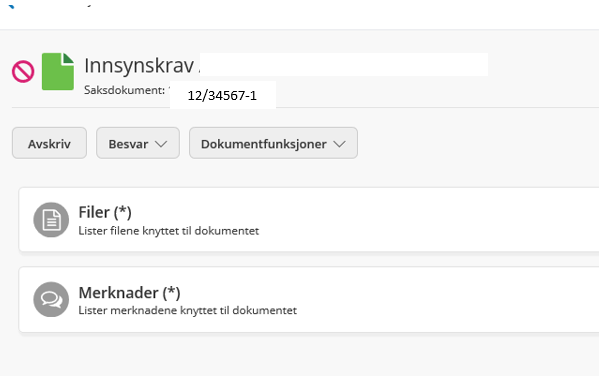 Innsynskrav
Saksdokument: 12/34567-1
Avskriv
Besvar
Dokumentfunksjoner
Filer (*)
Lister filene knyttet til dokumentet
Merknader (*)
Lister merknadene knyttet til dokumentet